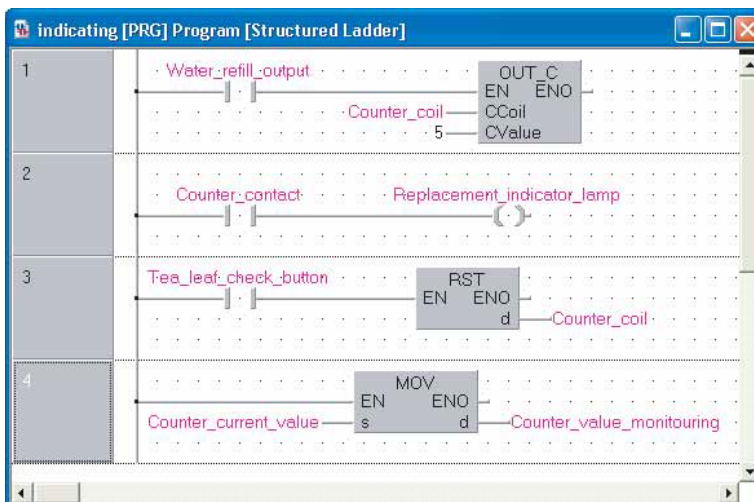 indicating [PRG] Program [Structured Ladder]
1
Water_refill_output
OUT_C
EN ENO
Counter_coil CCoil
5 CValue
2
Counter_contact Replacement_indicator_lamp
3
Tea_leaf_check_button
RST
EN ENO
d Counter_coil
4
MOV
EN ENO
Counter_current_value s d Counter_value_monitouring